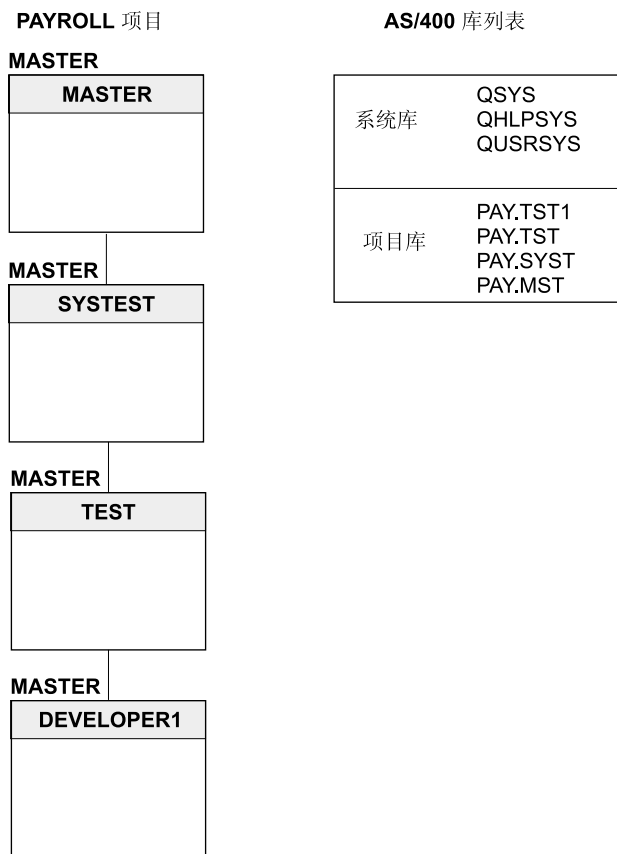 PAYROLL 项目
MASTER
MASTER
MASTER
SYSTEST
MASTER
TEST
MASTER
DEVELOPER1
AS/400 库列表
系统库
QSYS
QHLPSYS
QUSRSYS
项目库
PAY.TST1
PAY.TST
PAY.SYST
PAY.MST